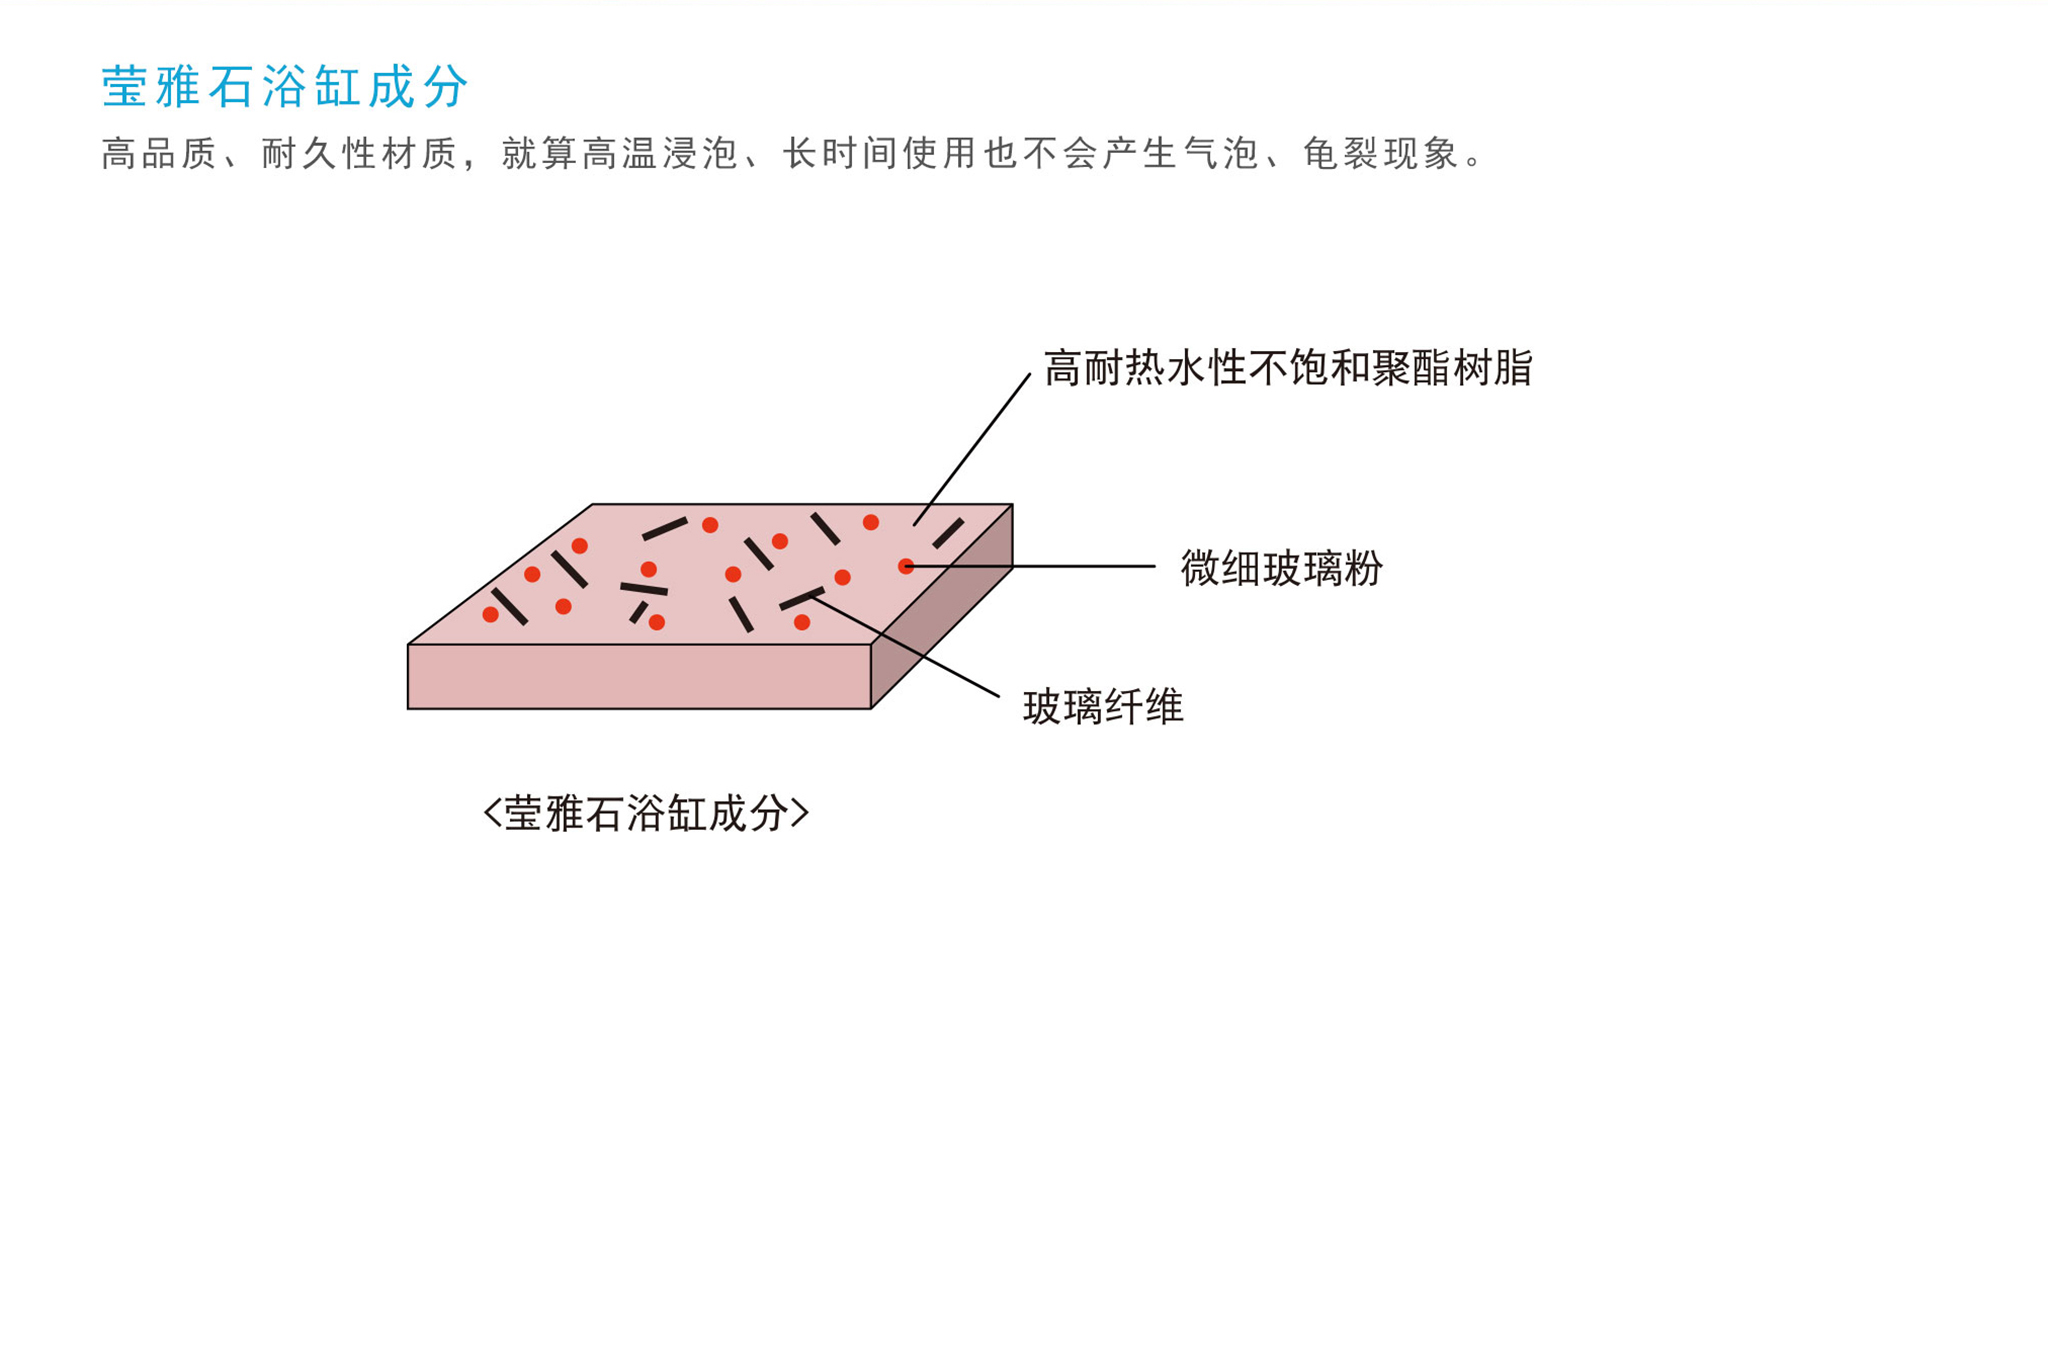 莹雅石浴缸成分
高品质、耐久性材质，就算高温浸泡、长时间使用也不会产生气泡、龟裂现象。
高耐热水性不饱和聚酯树脂
微细玻璃粉
玻璃纤维
<莹雅石浴缸成分>